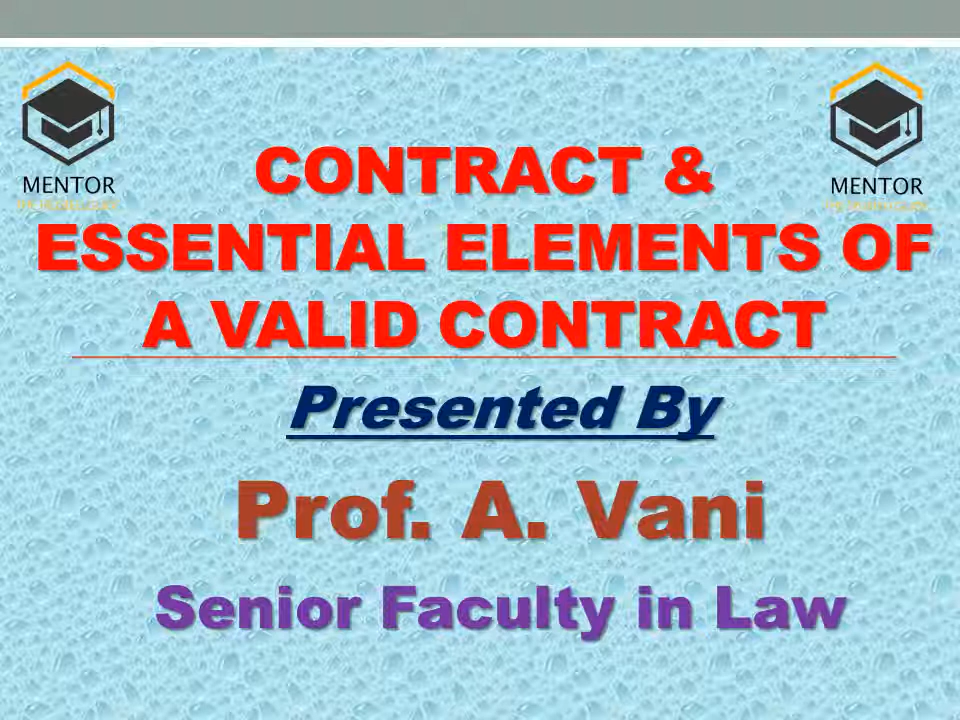 MENTOR
MENTOR
CONTRACT &
ESSENTIAL ELEMENTS OF
A VALID CONTRACT
Presented By
Prof. A. Vani
Senior Faculty in Law